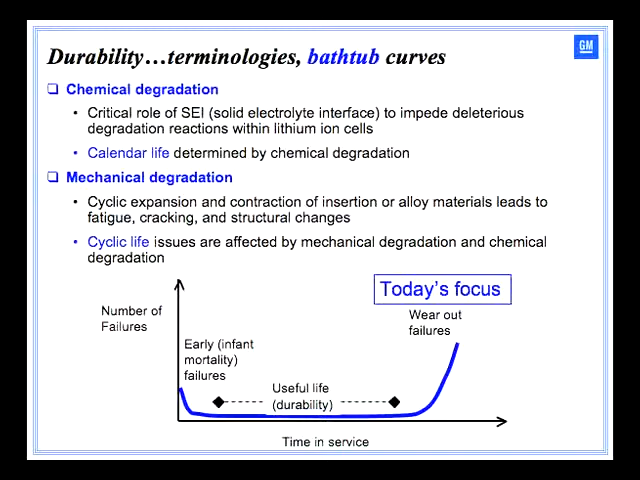 Durability…terminologies, bathtub curves
GM
❑ Chemical degradation
• Critical role of SEI (solid electrolyte interface) to impede deleterious
degradation reactions within lithium ion cells
• Calendar life determined by chemical degradation
❑ Mechanical degradation
• Cyclic expansion and contraction of insertion or alloy materials leads to
fatigue, cracking, and structural changes
• Cyclic life issues are affected by mechanical degradation and chemical
degradation
Today's focus
Number of
Failures
Wear out
failures
Early (infant
mortality)
failures
Useful life
(durability)
Time in service